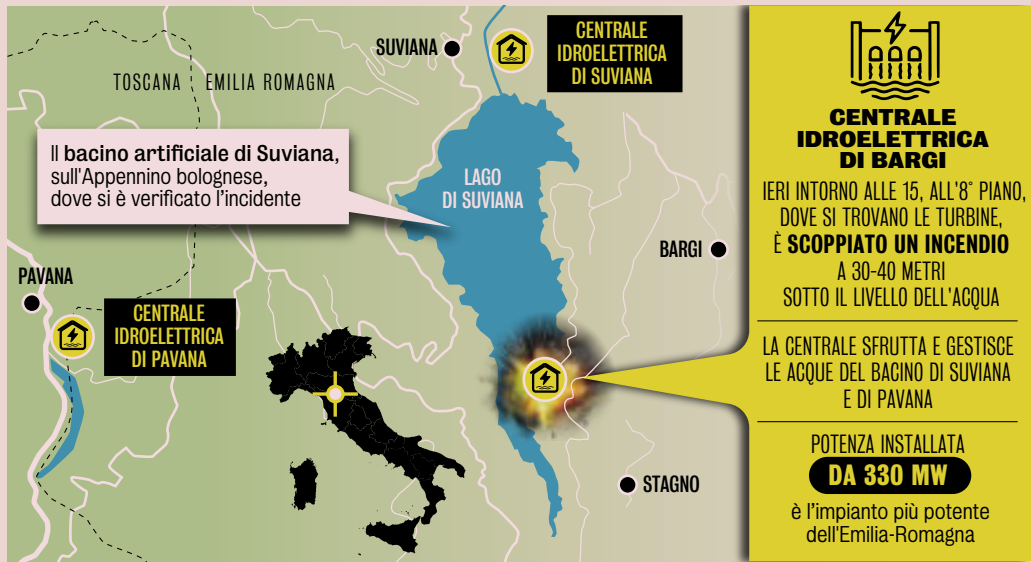 SUVIANA
CENTRALE
IDROELETTRICA
DI SUVIANA
TOSCANA
EMILIA ROMAGNA
Il bacino artificiale di Suviana,
sull'Appennino bolognese,
dove si è verificato l'incidente
LAGO
DI SUVIANA
BARGI
PAVANA
CENTRALE
IDROELETTRICA
DI PAVANA
STAGNO
CENTRALE
IDROELETTRICA
DI BARGI
IERI INTORNO ALLE 15, ALL'8° PIANO,
DOVE SI TROVANO LE TURBINE,
È SCOPPIATO UN INCENDIO
A 30-40 METRI
SOTTO IL LIVELLO DELL'ACQUA
LA CENTRALE SFRUTTA E GESTISCE
LE ACQUE DEL BACINO DI SUVIANA
E DI PAVANA
POTENZA INSTALLATA
DA 330 MW
è l'impianto più potente
dell'Emilia-Romagna